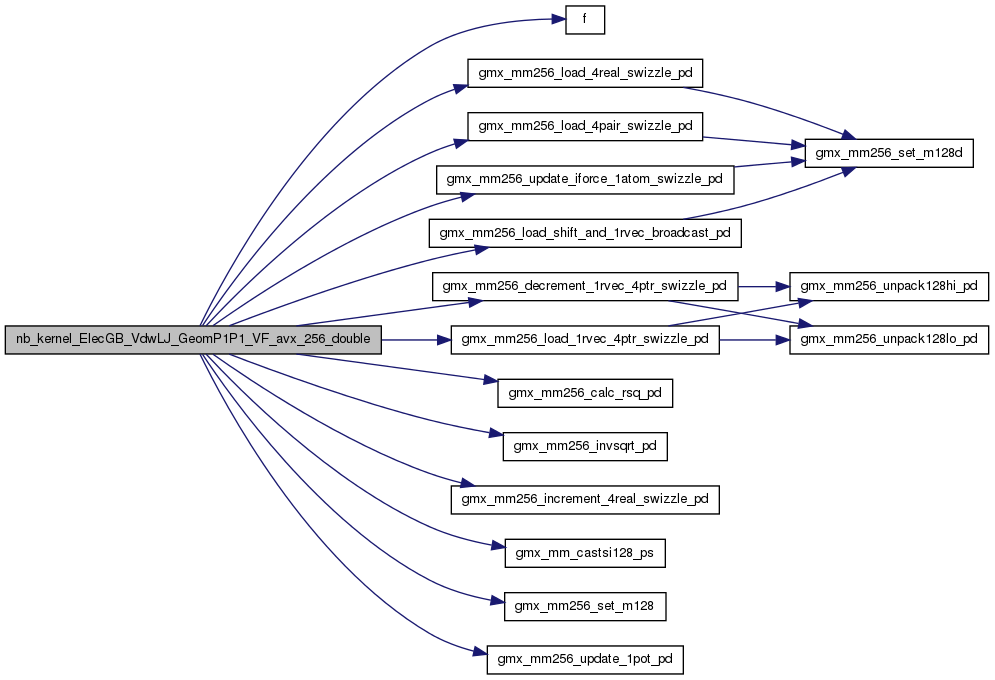 f
gmx_mm256_load_4real_swizzle_pd
gmx_mm256_load_4pair_swizzle_pd
gmx_mm256_set_m128d
gmx_mm256_update_iforce_1atom_swizzle_pd
gmx_mm256_load_shift_and_1rvec_broadcast_pd
gmx_mm256_decrement_1rvec_4ptr_swizzle_pd
gmx_mm256_unpack128hi_pd
nb_kernel_ElecGB_VdwLJ_GeomP1P1_VF_avx_256_double
gmx_mm256_load_1rvec_4ptr_swizzle_pd
gmx_mm256_unpack128lo_pd
gmx_mm256_calc_rsq_pd
gmx_mm256_invsqrt_pd
gmx_mm256_increment_4real_swizzle_pd
gmx_mm_castsi128_ps
gmx_mm256_set_m128
gmx_mm256_update_1pot_pd